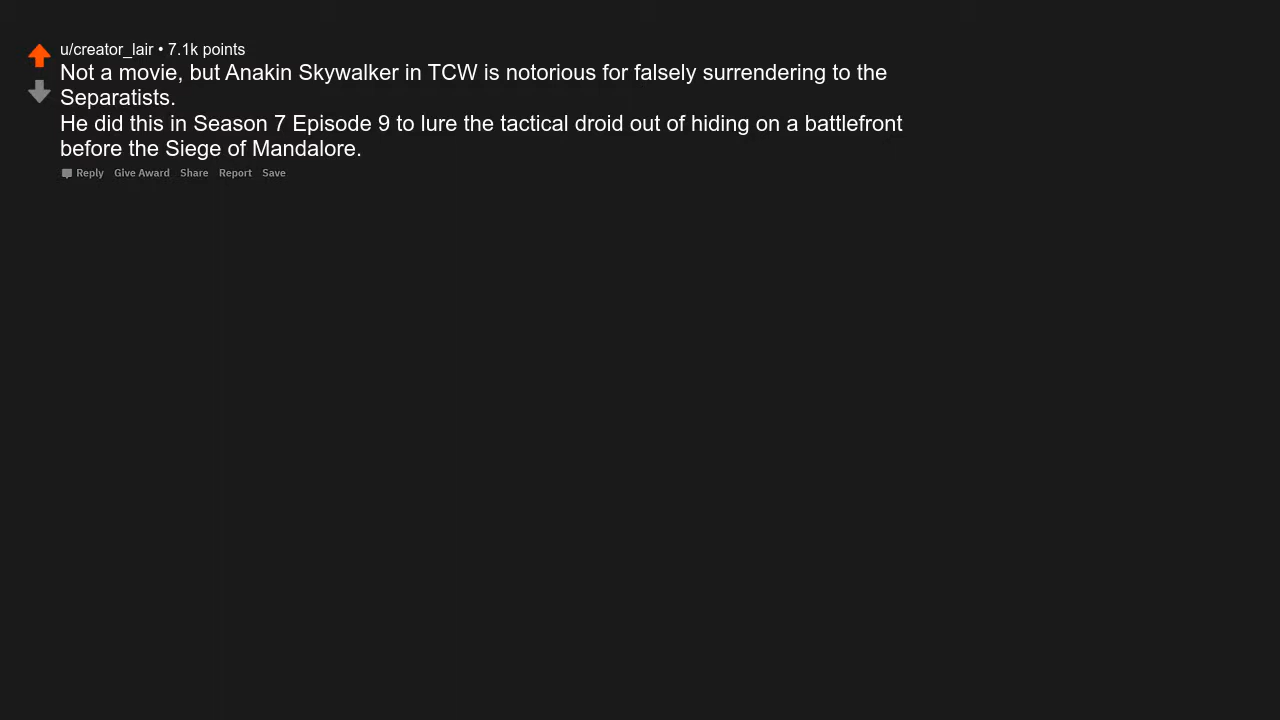 u/creator_lair • 7.1k points
Not a movie, but Anakin Skywalker in TCW is notorious for falsely surrendering to the
Separatists.
He did this in Season 7 Episode 9 to lure the tactical droid out of hiding on a battlefront
before the Siege of Mandalore.
Reply Give Award Share Report Save